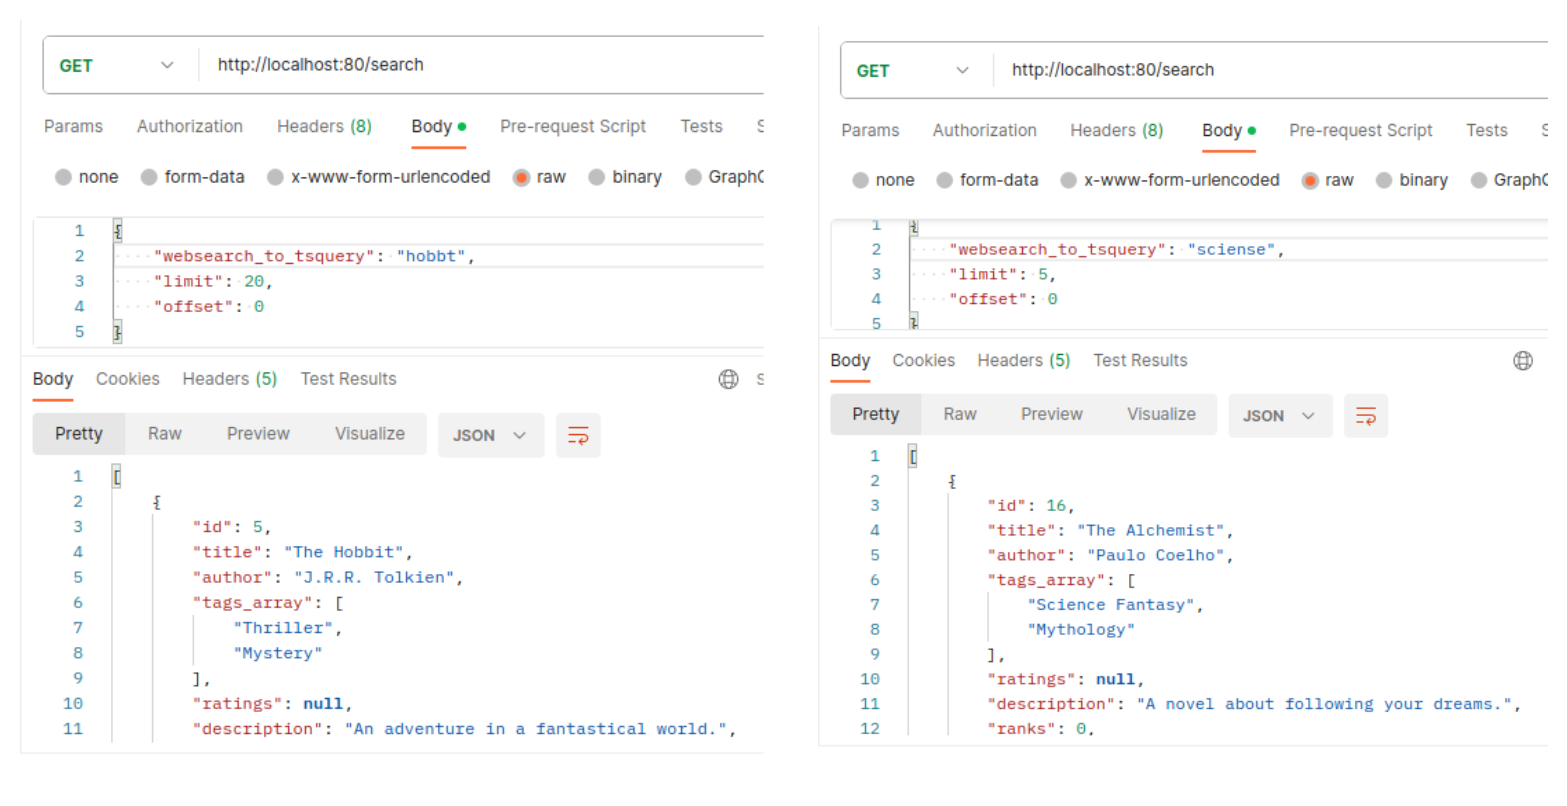 GET http://localhost:80/search
Params Authorization Headers (8) Body Pre-request Script Tests S
none form-data x-www-form-urlencoded raw binary GraphQ
1 {
2 "websearch_to_tsquery": "hobbt",
3 "limit": 20,
4 "offset": 0
5 }
Body Cookies Headers (5) Test Results S
Pretty Raw Preview Visualize JSON
1 [
2 {
3 "id": 5,
4 "title": "The Hobbit",
5 "author": "J.R.R. Tolkien",
6 "tags_array": [
7 "Thriller",
8 "Mystery"
9 ],
10 "ratings": null,
11 "description": "An adventure in a fantastical world.",
GET http://localhost:80/search
Params Authorization Headers (8) Body Pre-request Script Tests S
none form-data x-www-form-urlencoded raw binary GraphQ
1 {
2 "websearch_to_tsquery": "sciense",
3 "limit": 5,
4 "offset": 0
5 }
Body Cookies Headers (5) Test Results
Pretty Raw Preview Visualize JSON
1 [
2 {
3 "id": 16,
4 "title": "The Alchemist",
5 "author": "Paulo Coelho",
6 "tags_array": [
7 "Science Fantasy",
8 "Mythology"
9 ],
10 "ratings": null,
11 "description": "A novel about following your dreams.",
12 "ranks": 0,